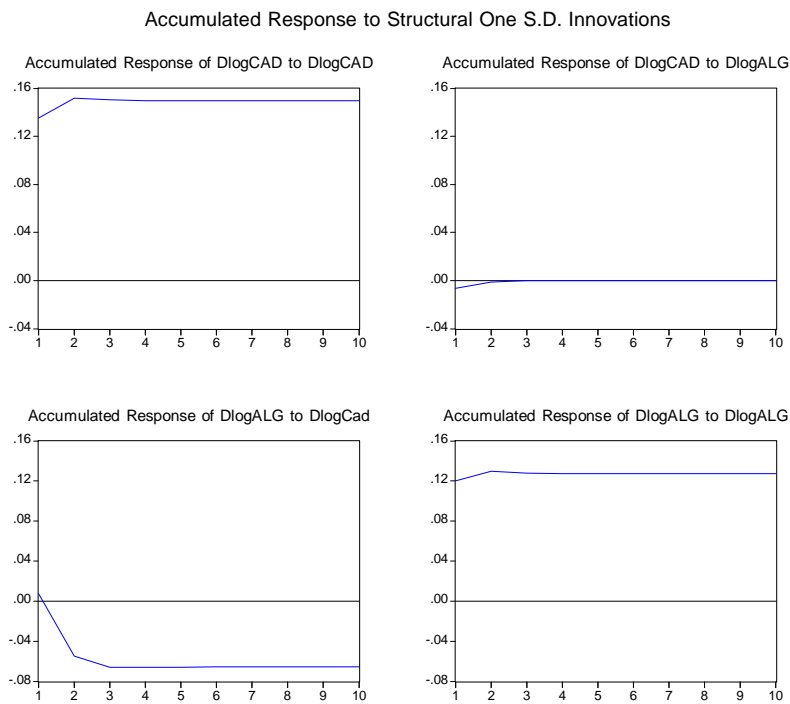 Accumulated Response to Structural One S.D. Innovations
Accumulated Response of DlogCAD to DlogCAD
.16
.12
.08
.04
.00
-.04
1 2 3 4 5 6 7 8 9 10
Accumulated Response of DlogCAD to DlogALG
.16
.12
.08
.04
.00
-.04
1 2 3 4 5 6 7 8 9 10
Accumulated Response of DlogALG to DlogCad
.16
.12
.08
.04
.00
-.04
-.08
1 2 3 4 5 6 7 8 9 10
Accumulated Response of DlogALG to DlogALG
.16
.12
.08
.04
.00
-.04
-.08
1 2 3 4 5 6 7 8 9 10